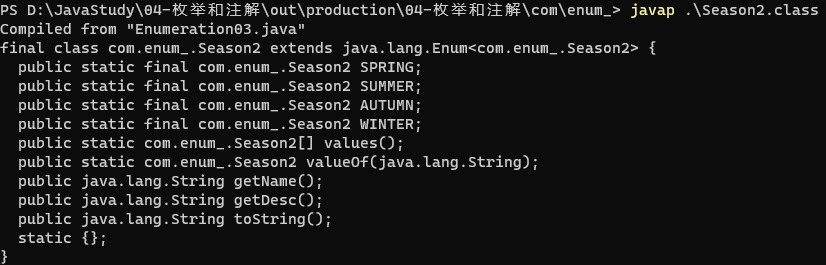 PS D:\JavaStudy\04-枚举和注解\out\production\04-枚举和注解\com\enum_> javap .\Season2.class
Compiled from "Enumeration03.java"
final class com.enum_.Season2 extends java.lang.Enum<com.enum_.Season2> {
  public static final com.enum_.Season2 SPRING;
  public static final com.enum_.Season2 SUMMER;
  public static final com.enum_.Season2 AUTUMN;
  public static final com.enum_.Season2 WINTER;
  public static com.enum_.Season2[] values();
  public static com.enum_.Season2 valueOf(java.lang.String);
  public java.lang.String getName();
  public java.lang.String getDesc();
  public java.lang.String toString();
  static {};
}